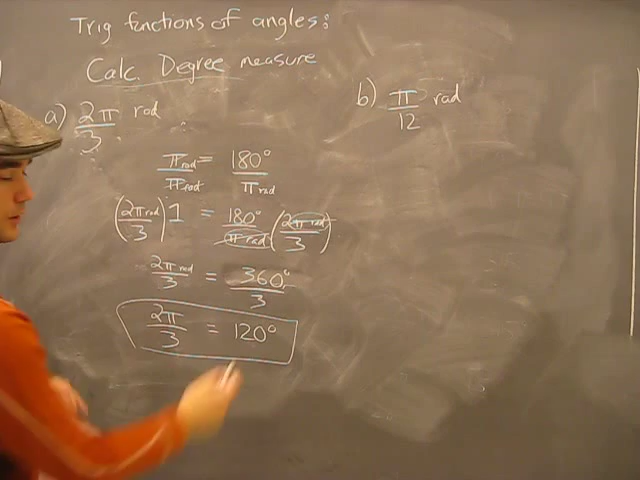 Trig functions of angles:
Calc. Degree measure
a) 2π/3 rad
π rad / π rad = 180° / π rad
(2π rad / 3) 1 = 180° / π rad (2π rad / 3)
2π rad / 3 = 360° / 3
2π / 3 = 120°
b) π/12 rad